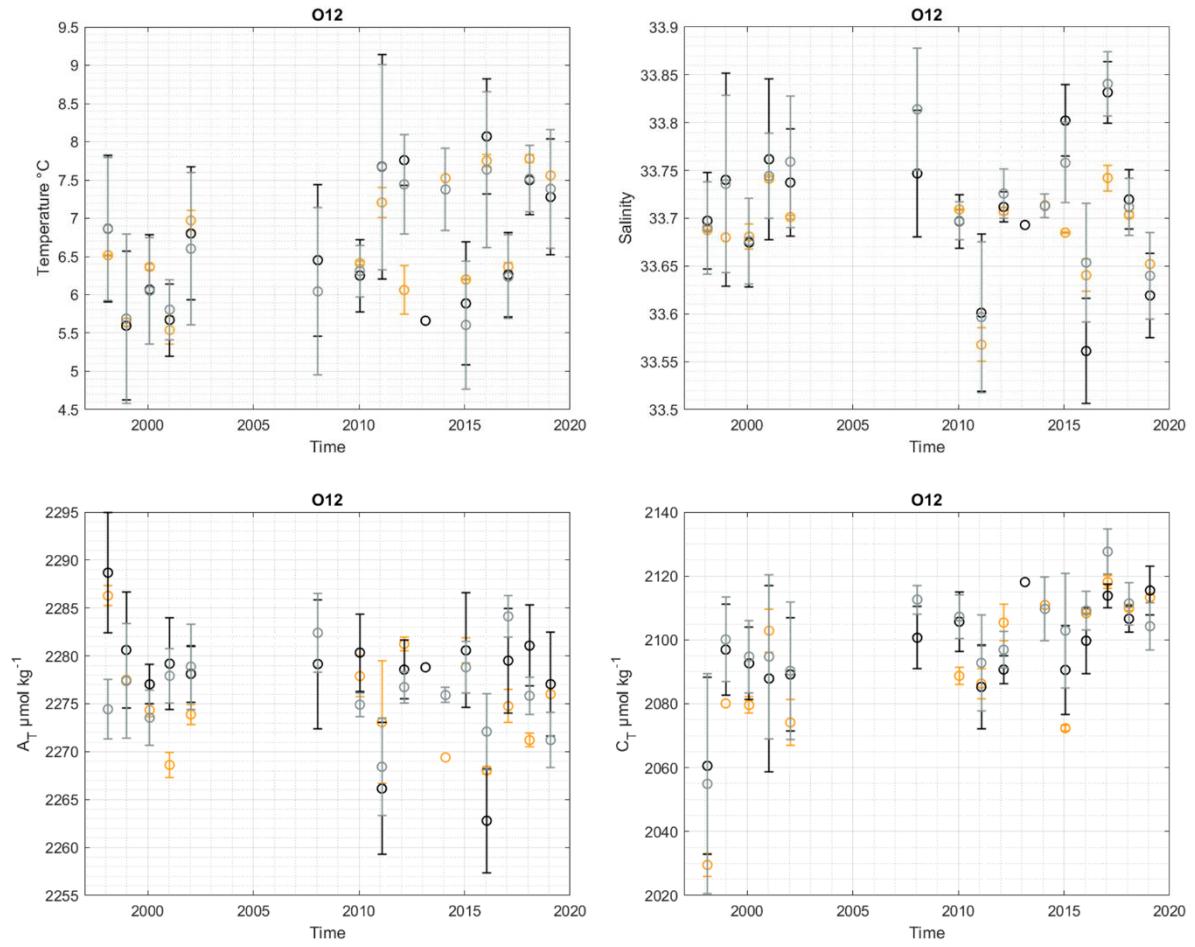 O12
9.5
9
8.5
8
7.5
7
6.5
6
5.5
5
4.5
Temperature °C
2000 2005 2010 2015 2020
Time
O12
33.9
33.85
33.8
33.75
33.7
33.65
33.6
33.55
33.5
Salinity
2000 2005 2010 2015 2020
Time
O12
2295
2290
2285
2280
2275
2270
2265
2260
2255
A_T μmol kg⁻¹
2000 2005 2010 2015 2020
Time
O12
2140
2120
2100
2080
2060
2040
2020
C_T μmol kg⁻¹
2000 2005 2010 2015 2020
Time